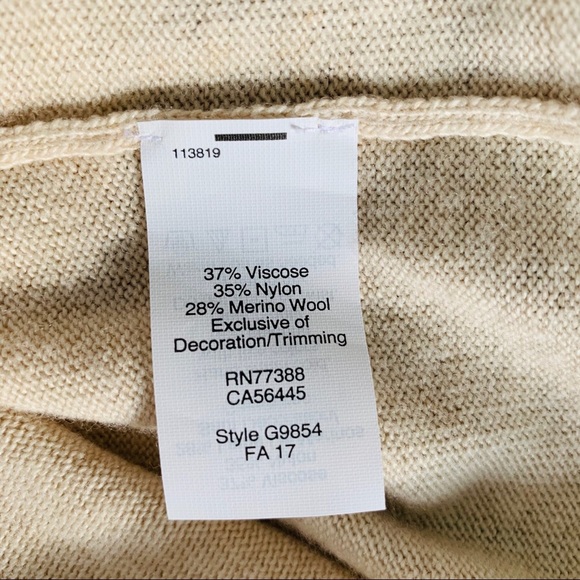 113819
37% Viscose
35% Nylon
28% Merino Wool
Exclusive of
Decoration/Trimming
RN77388
CA56445
Style G9854
FA 17